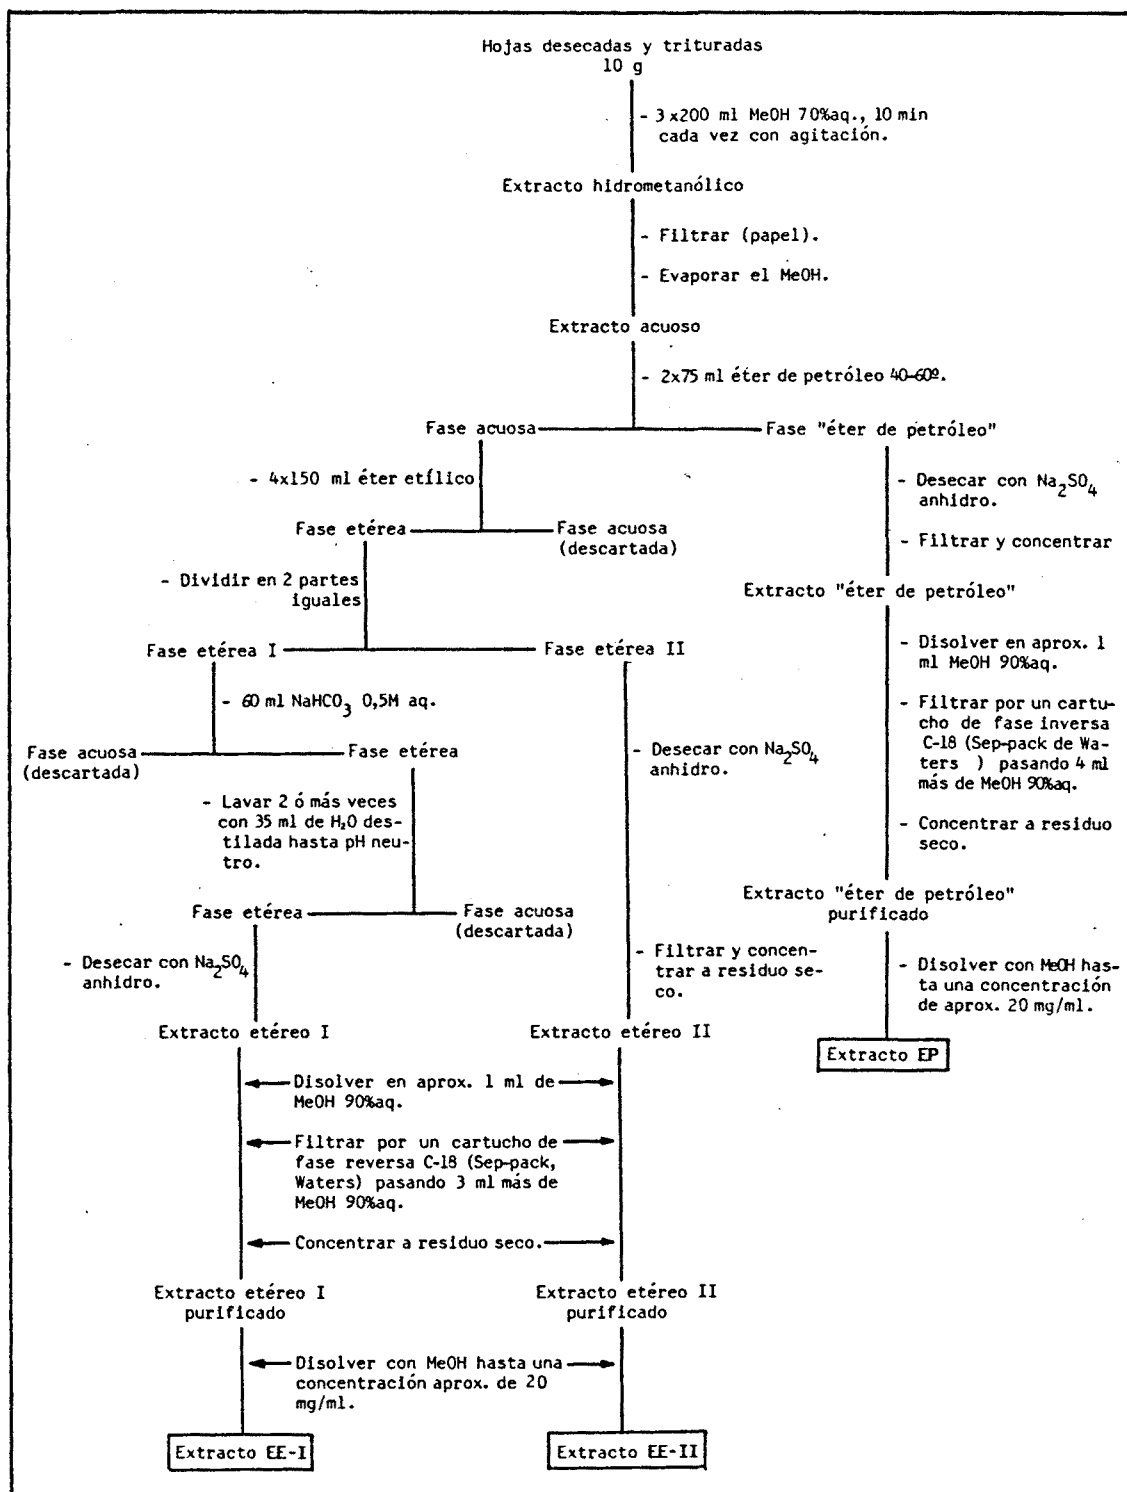 Hojas desecadas y trituradas
10 g
- 3x200 ml MeOH 70%aq., 10 min
cada vez con agitación.
Extracto hidrometanólico
- Filtrar (papel).
- Evaporar el MeOH.
Extracto acuoso
- 2x75 ml éter de petróleo 40-60º.
Fase acuosa
Fase "éter de petróleo"
- 4x150 ml éter etílico
Fase etérea
Fase acuosa
(descartada)
- Dividir en 2 partes
iguales
Fase etérea I
Fase etérea II
- 60 ml NaHCO3 0,5M aq.
Fase acuosa
(descartada)
Fase etérea
- Lavar 2 ó más veces
con 35 ml de H₂O des-
tilada hasta pH neu-
tro.
Fase etérea
Fase acuosa
(descartada)
- Desecar con Na2SO4
anhidro.
Extracto etéreo I
- Desecar con Na2SO4
anhidro.
- Filtrar y concen-
trar a residuo se-
co.
Extracto etéreo II
- Disolver en aprox. 1 ml de
MeOH 90%aq.
- Filtrar por un cartucho de
fase reversa C-18 (Sep-pack,
Waters) pasando 3 ml más de
MeOH 90%aq.
- Concentrar a residuo seco.
Extracto etéreo I
purificado
Extracto etéreo II
purificado
- Disolver con MeOH hasta una
concentración aprox. de 20
mg/ml.
Extracto EE-I
Extracto EE-II
- Desecar con Na2SO4
anhidro.
- Filtrar y concentrar
Extracto "éter de petróleo"
- Disolver en aprox. 1
ml MeOH 90%aq.
- Filtrar por un cartu-
cho de fase inversa
C-18 (Sep-pack de Wa-
ters ) pasando 4 ml
más de MeOH 90%aq.
- Concentrar a residuo
seco.
Extracto "éter de petróleo"
purificado
- Disolver con MeOH has-
ta una concentración
de aprox. 20 mg/ml.
Extracto EP